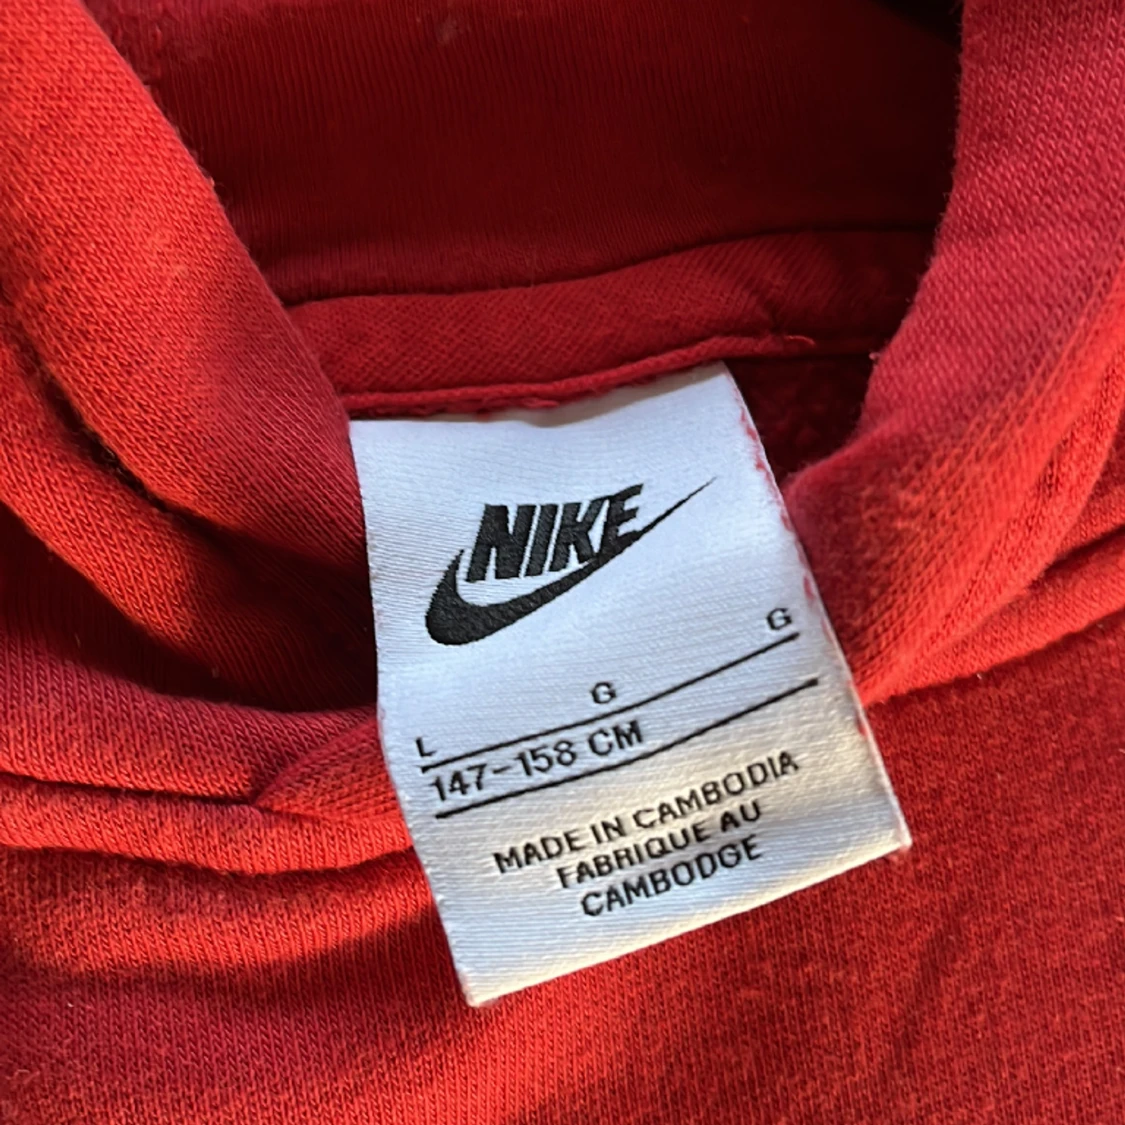 NIKE
L G G
147-158 CM
MADE IN CAMBODIA
FABRIQUE AU
CAMBODGE